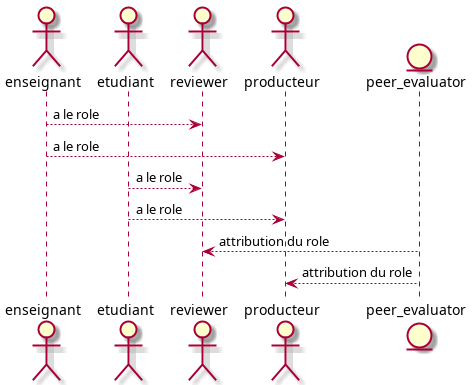 enseignant etudiant reviewer producteur peer_evaluator
a le role
a le role
a le role
a le role
attribution du role
attribution du role
enseignant etudiant reviewer producteur peer_evaluator